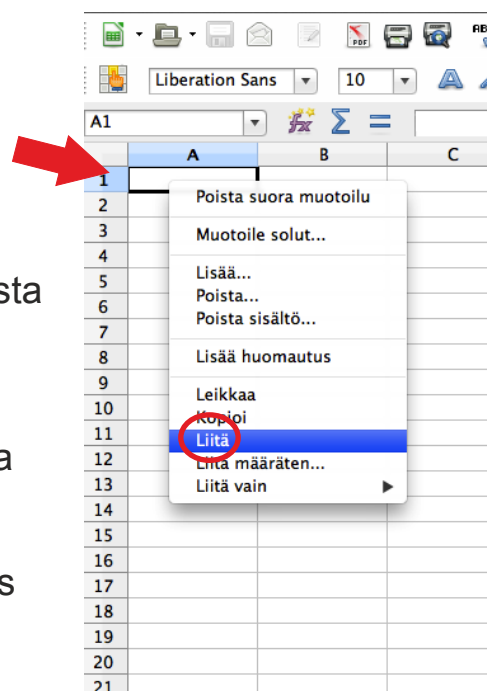 PDF
Liberation Sans 10
A1
A B C
1
2
3
4
5
6
7
8
9
10
11
12
13
14
15
16
17
18
19
20
21
Poista suora muotoilu
Muotoile solut...
Lisää...
Poista...
Poista sisältö...
Lisää huomautus
Leikkaa
Kopioi
Liitä
Liitä määräten...
Liitä vain
sta
a
s